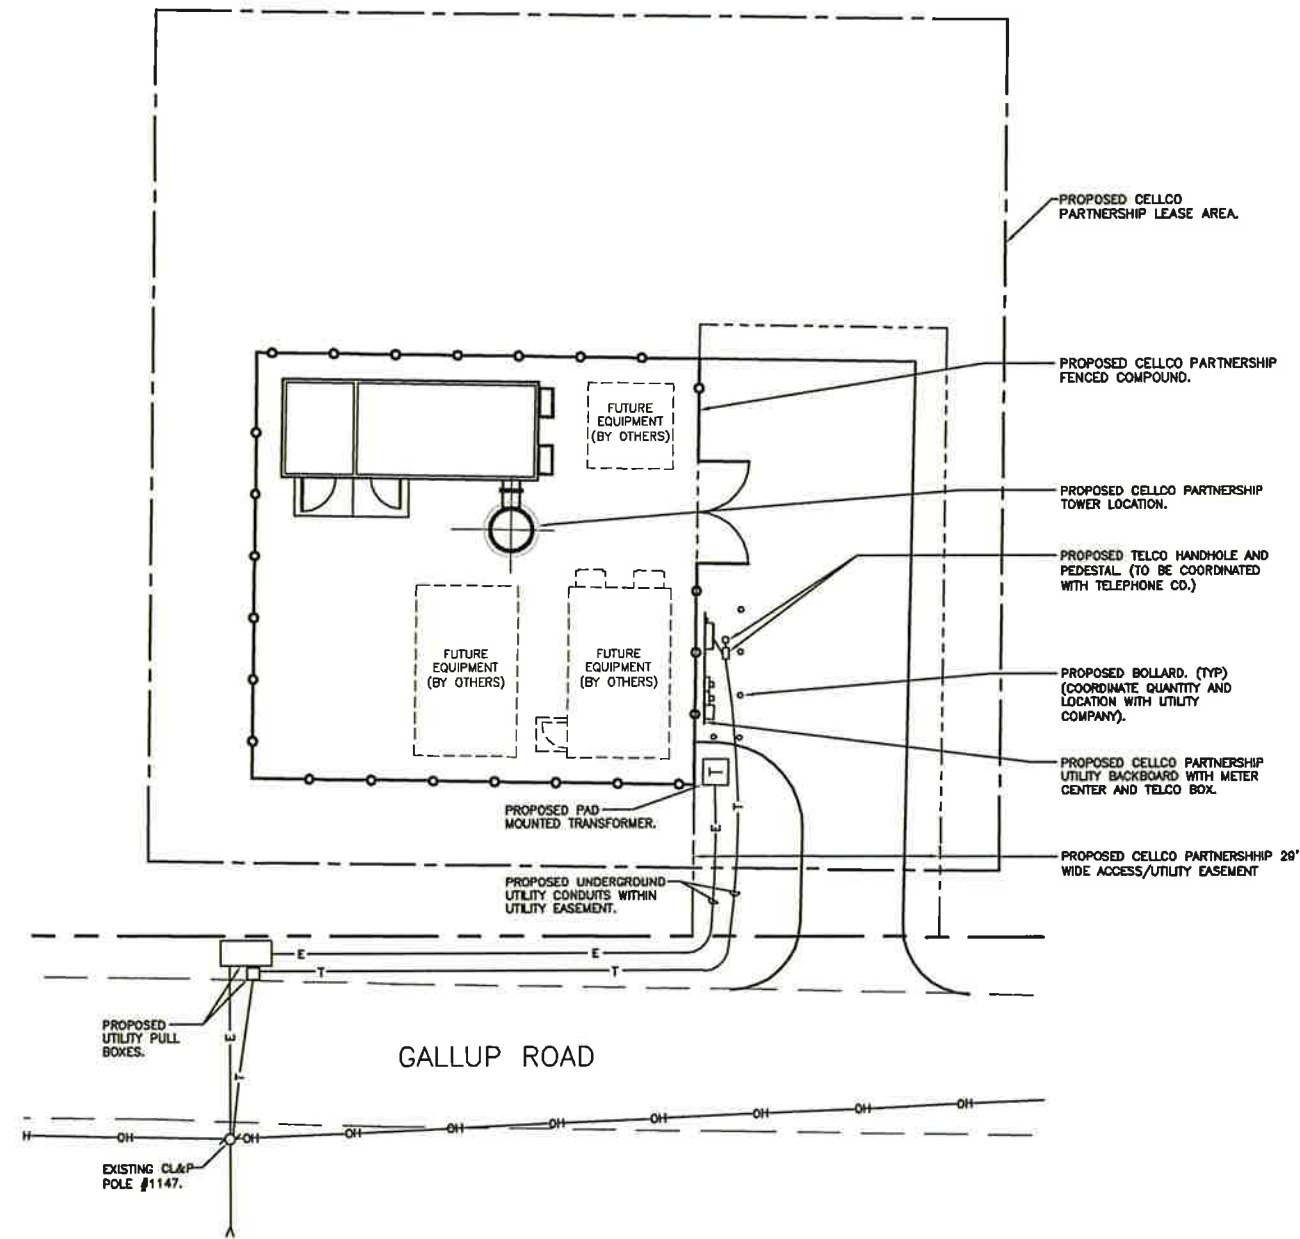 PROPOSED CELLCO
PARTNERSHIP LEASE AREA.
PROPOSED CELLCO PARTNERSHIP
FENCED COMPOUND.
FUTURE
EQUIPMENT
(BY OTHERS)
PROPOSED CELLCO PARTNERSHIP
TOWER LOCATION.
PROPOSED TELCO HANDHOLE AND
PEDESTAL (TO BE COORDINATED
WITH TELEPHONE CO.)
FUTURE
EQUIPMENT
(BY OTHERS)
FUTURE
EQUIPMENT
(BY OTHERS)
PROPOSED BOLLARD. (TYP)
(COORDINATE QUANTITY AND
LOCATION WITH UTILITY
COMPANY).
PROPOSED CELLCO PARTNERSHIP
UTILITY BACKBOARD WITH METER
CENTER AND TELCO BOX.
T
PROPOSED PAD
MOUNTED TRANSFORMER.
T
E
PROPOSED CELLCO PARTNERSHHIP 29'
WIDE ACCESS/UTILITY EASEMENT
PROPOSED UNDERGROUND
UTILITY CONDUITS WITHIN
UTILITY EASEMENT.
E
E
T
T
PROPOSED
UTILITY PULL
BOXES.
E
T
GALLUP ROAD
H
OH
OH
OH
OH
OH
OH
OH
OH
OH
EXISTING CL&P
POLE #1147.